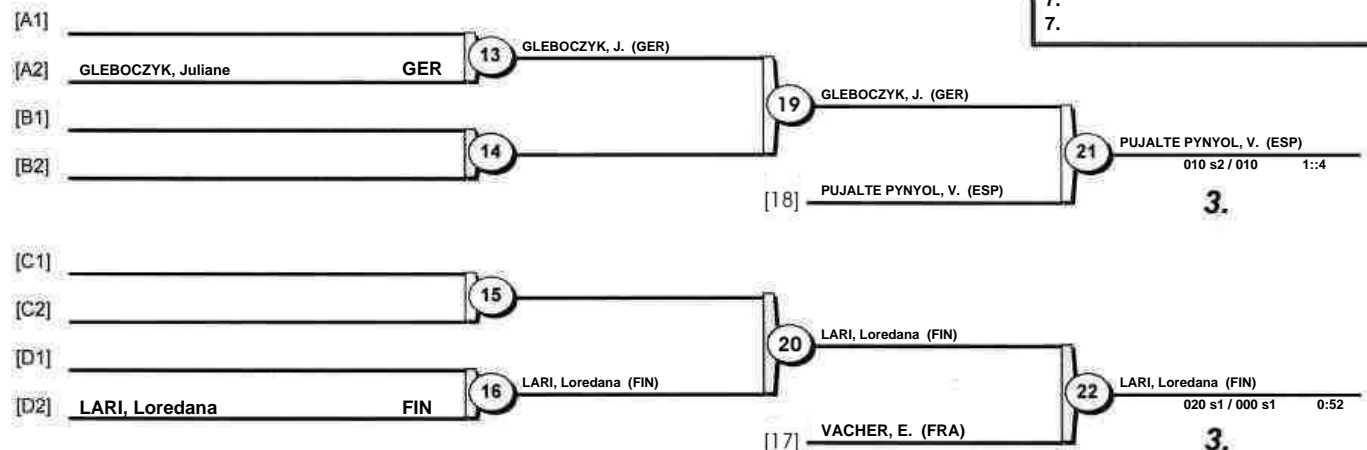 7.
7.
[A1]
13 GLEBOCZYK, J. (GER)
[A2] GLEBOCZYK, Juliane GER
19 GLEBOCZYK, J. (GER)
[B1]
14
[B2]
21 PUJALTE PYNYOL, V. (ESP)
010 s2 / 010 1::4
[18] PUJALTE PYNYOL, V. (ESP)
3.
[C1]
15
[C2]
20 LARI, Loredana (FIN)
[D1]
16 LARI, Loredana (FIN)
[D2] LARI, Loredana FIN
22 LARI, Loredana (FIN)
020 s1 / 000 s1 0:52
[17] VACHER, E. (FRA)
3.